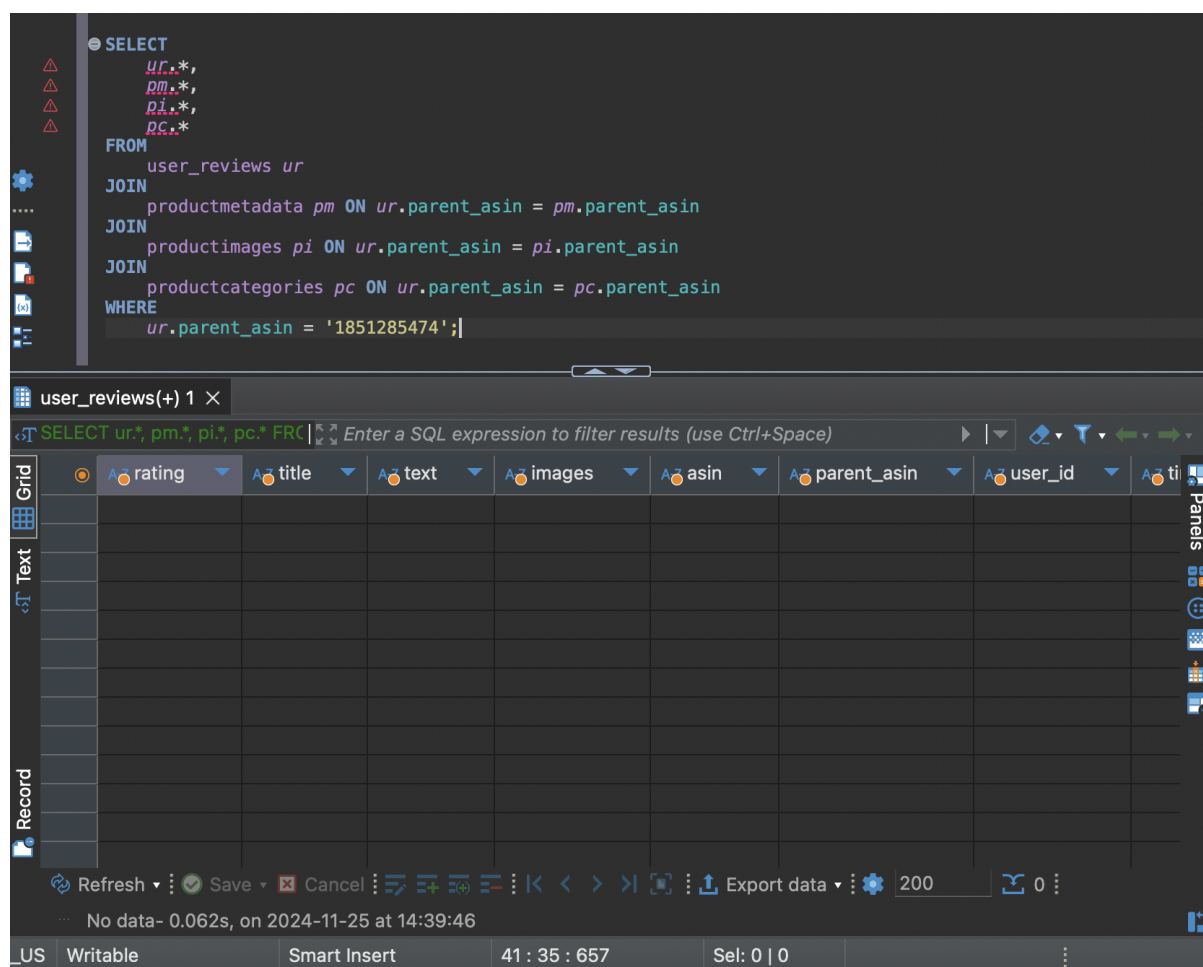 SELECT
ur.*,
pm.*,
pi.*,
pc.*
FROM
user_reviews ur
JOIN
productmetadata pm ON ur.parent_asin = pm.parent_asin
JOIN
productimages pi ON ur.parent_asin = pi.parent_asin
JOIN
productcategories pc ON ur.parent_asin = pc.parent_asin
WHERE
ur.parent_asin = '1851285474';
user_reviews(+) 1
SELECT ur.*, pm.*, pi.*, pc.* FRO Enter a SQL expression to filter results (use Ctrl+Space)
Grid
A-Z rating A-Z title A-Z text A-Z images A-Z asin A-Z parent_asin A-Z user_id A-Z ti
Panels
Text
Record
Refresh Save Cancel Export data 200 0
No data- 0.062s, on 2024-11-25 at 14:39:46
_US Writable Smart Insert 41 : 35 : 657 Sel: 0 | 0